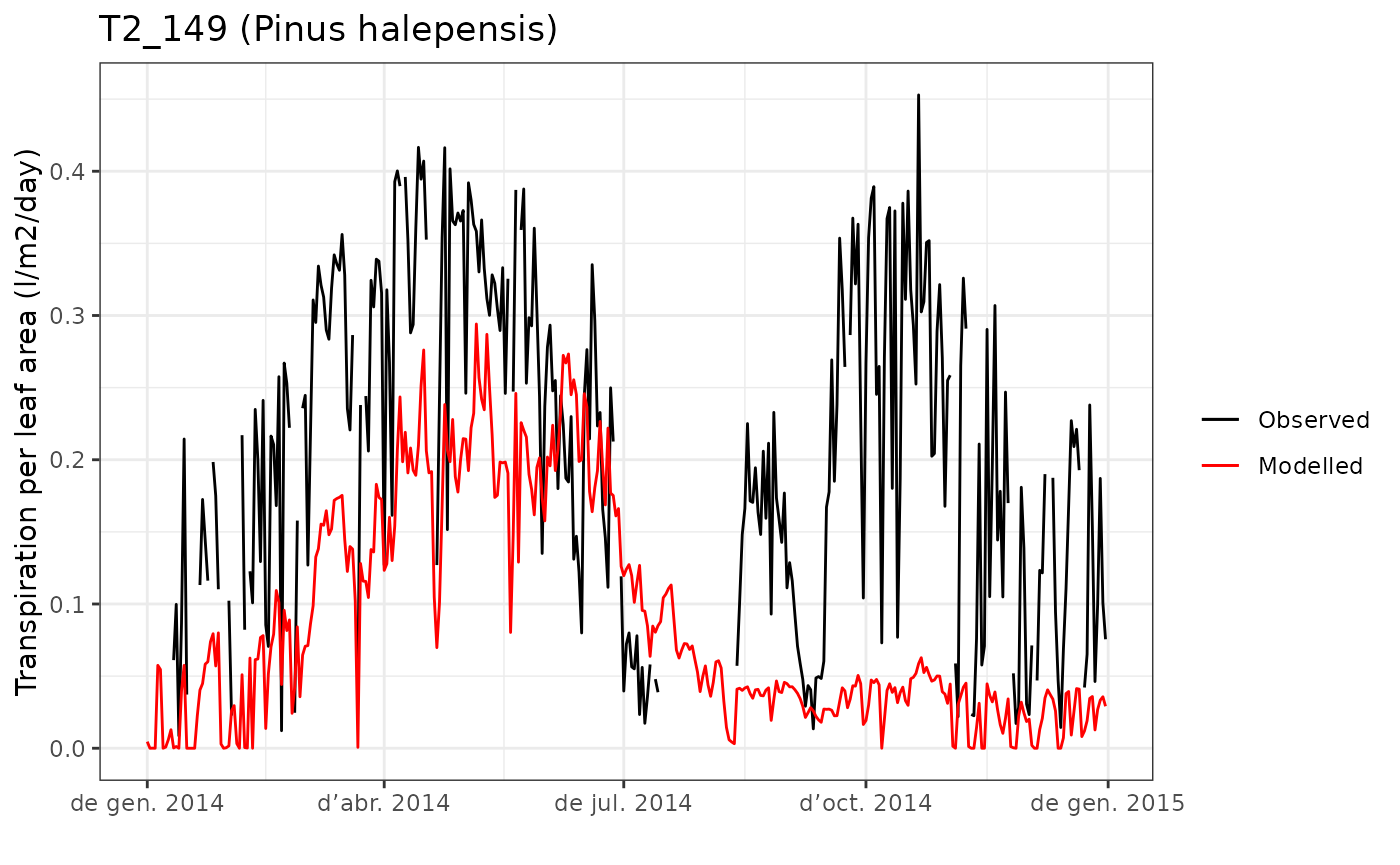 T2_149 (Pinus halepensis)
Transpiration per leaf area (l/m2/day)
0.4
0.3
0.2
0.1
0.0
de gen. 2014
d’abr. 2014
de jul. 2014
d’oct. 2014
de gen. 2015
Observed
Modelled